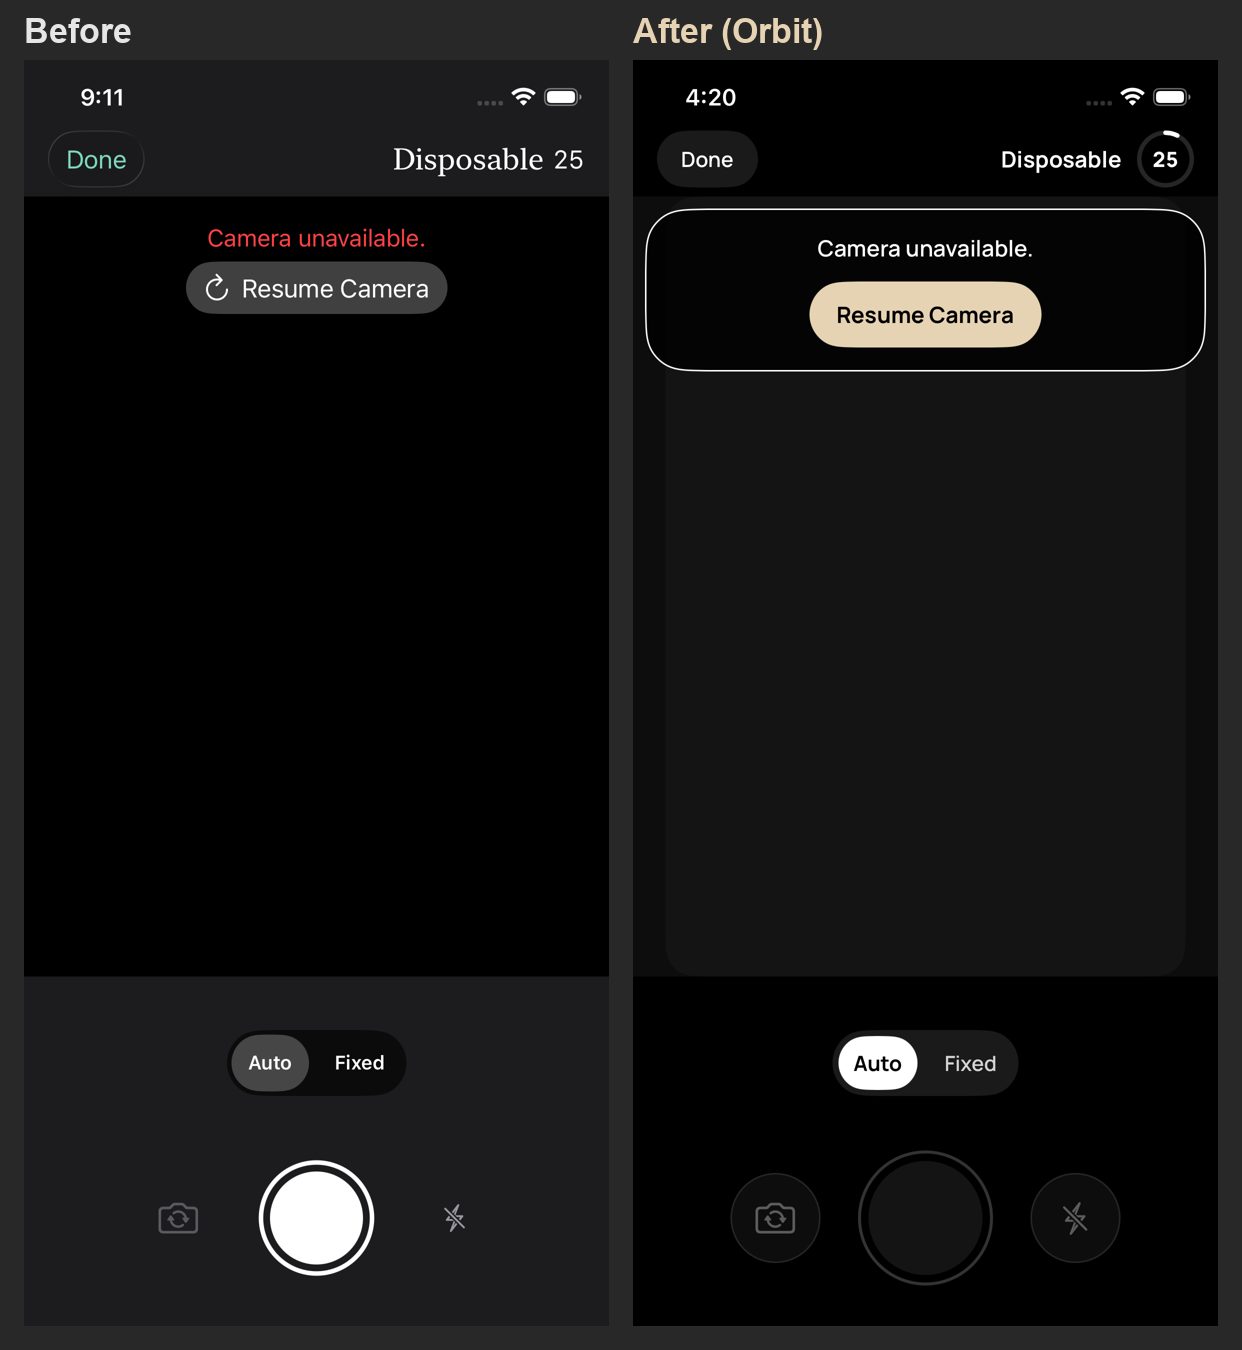 Before
9:11
Done
Disposable 25
Camera unavailable.
Resume Camera
Auto
Fixed
After (Orbit)
4:20
Done
Disposable
25
Camera unavailable.
Resume Camera
Auto
Fixed